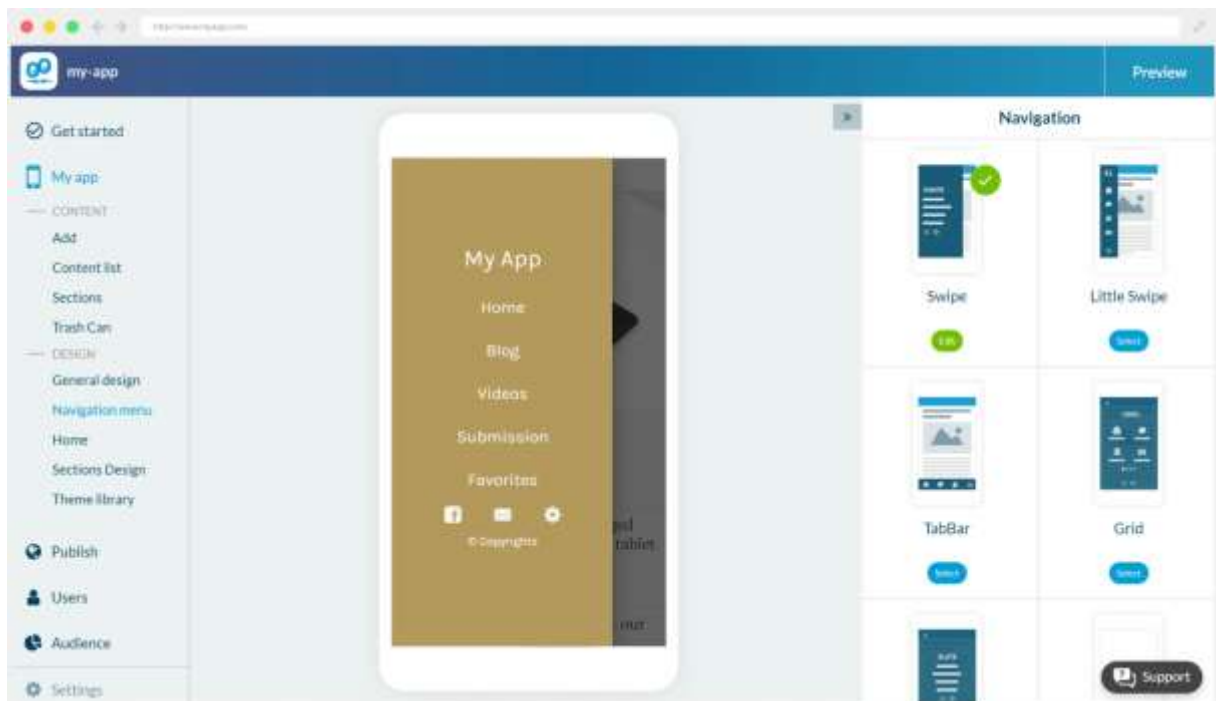 my-app
Preview
Get started
My app
CONTENT
Add
Content list
Sections
Trash Can
DESIGN
General design
Navigation menu
Home
Sections Design
Theme library
Publish
Users
Audience
Settings
My App
Home
Blog
Videos
Submission
Favorites
© Copyrights
tablet
our
Navigation
Swipe
Little Swipe
Edit
Select
TabBar
Grid
Select
Select
Support